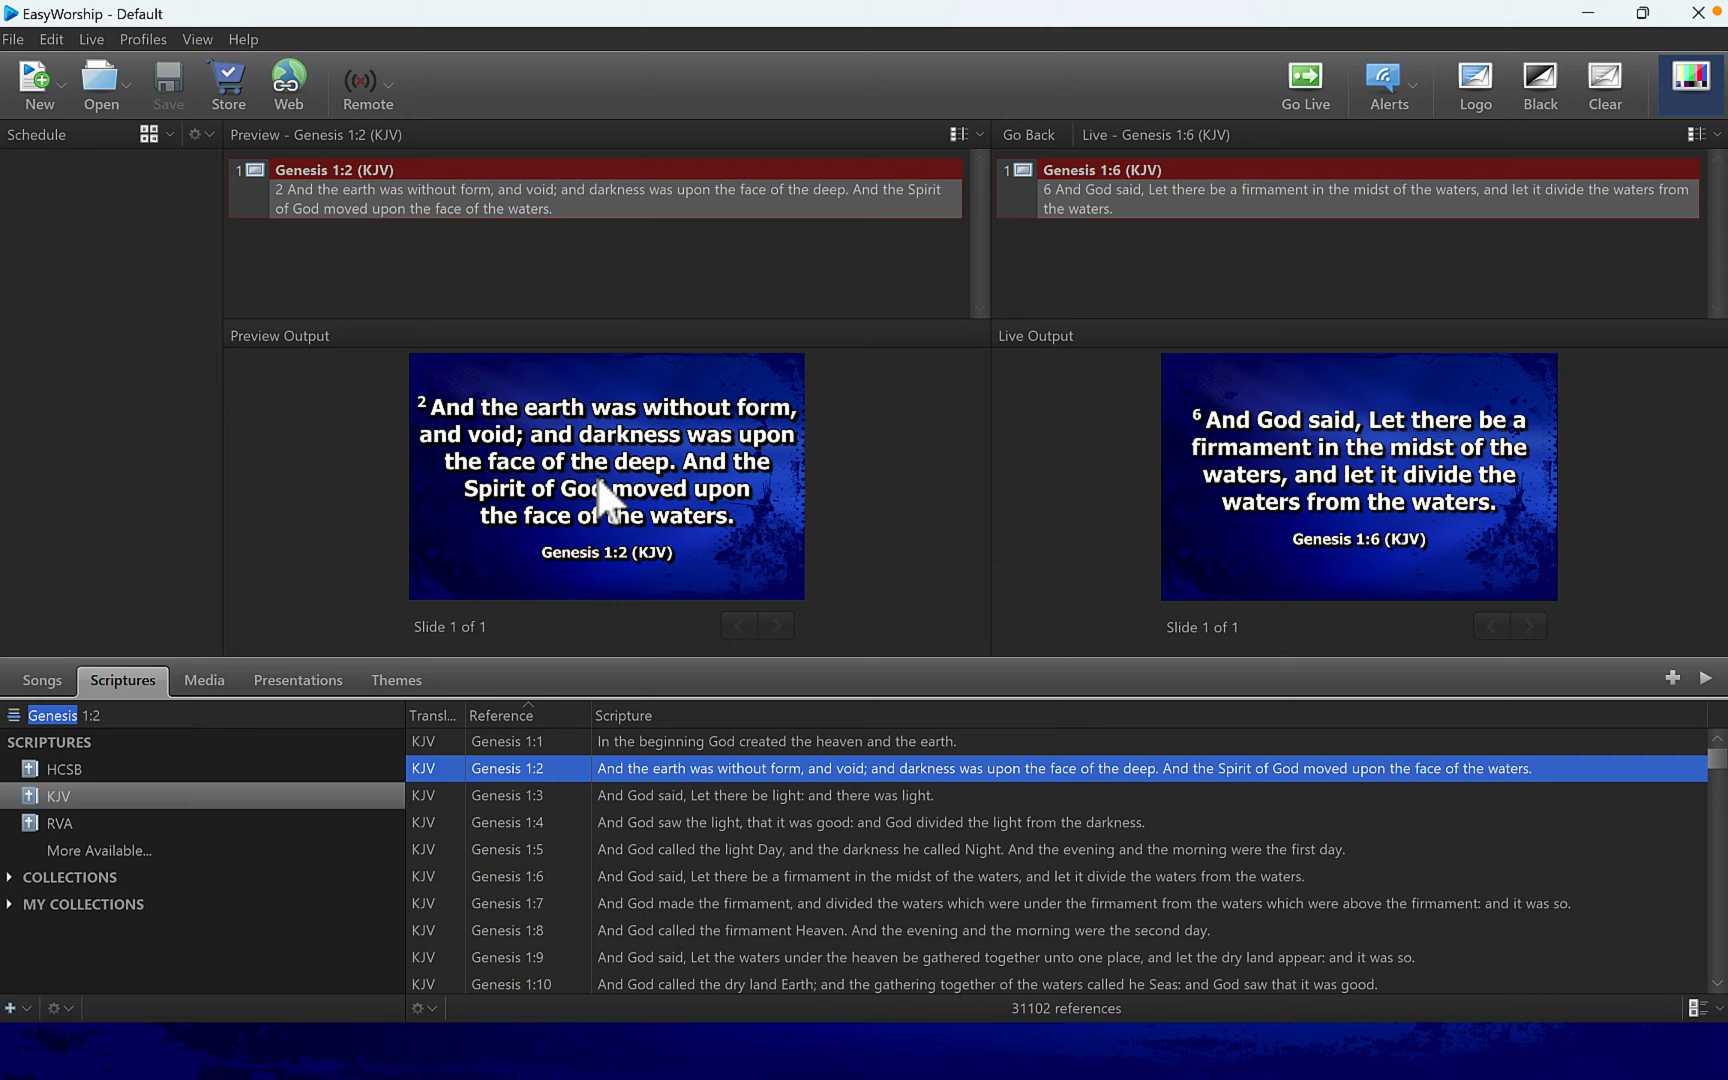 EasyWorship - Default
File Edit Live Profiles View Help
New Open Save Store Web Remote Go Live Alerts Logo Black Clear
Schedule
Preview - Genesis 1:2 (KJV)
Go Back Live - Genesis 1:6 (KJV)
1 Genesis 1:2 (KJV)
2 And the earth was without form, and void; and darkness was upon the face of the deep. And the Spirit
of God moved upon the face of the waters.
1 Genesis 1:6 (KJV)
6 And God said, Let there be a firmament in the midst of the waters, and let it divide the waters from
the waters.
Preview Output
Live Output
2 And the earth was without form,
and void; and darkness was upon
the face of the deep. And the
Spirit of God moved upon
the face of the waters.
Genesis 1:2 (KJV)
6 And God said, Let there be a
firmament in the midst of the
waters, and let it divide the
waters from the waters.
Genesis 1:6 (KJV)
Slide 1 of 1
Slide 1 of 1
Songs Scriptures Media Presentations Themes
Genesis 1:2
SCRIPTURES
HCSB
KJV
RVA
More Available...
COLLECTIONS
MY COLLECTIONS
Transl... Reference Scripture
KJV Genesis 1:1 In the beginning God created the heaven and the earth.
KJV Genesis 1:2 And the earth was without form, and void; and darkness was upon the face of the deep. And the Spirit of God moved upon the face of the waters.
KJV Genesis 1:3 And God said, Let there be light: and there was light.
KJV Genesis 1:4 And God saw the light, that it was good: and God divided the light from the darkness.
KJV Genesis 1:5 And God called the light Day, and the darkness he called Night. And the evening and the morning were the first day.
KJV Genesis 1:6 And God said, Let there be a firmament in the midst of the waters, and let it divide the waters from the waters.
KJV Genesis 1:7 And God made the firmament, and divided the waters which were under the firmament from the waters which were above the firmament: and it was so.
KJV Genesis 1:8 And God called the firmament Heaven. And the evening and the morning were the second day.
KJV Genesis 1:9 And God said, Let the waters under the heaven be gathered together unto one place, and let the dry land appear: and it was so.
KJV Genesis 1:10 And God called the dry land Earth; and the gathering together of the waters called he Seas: and God saw that it was good.
31102 references